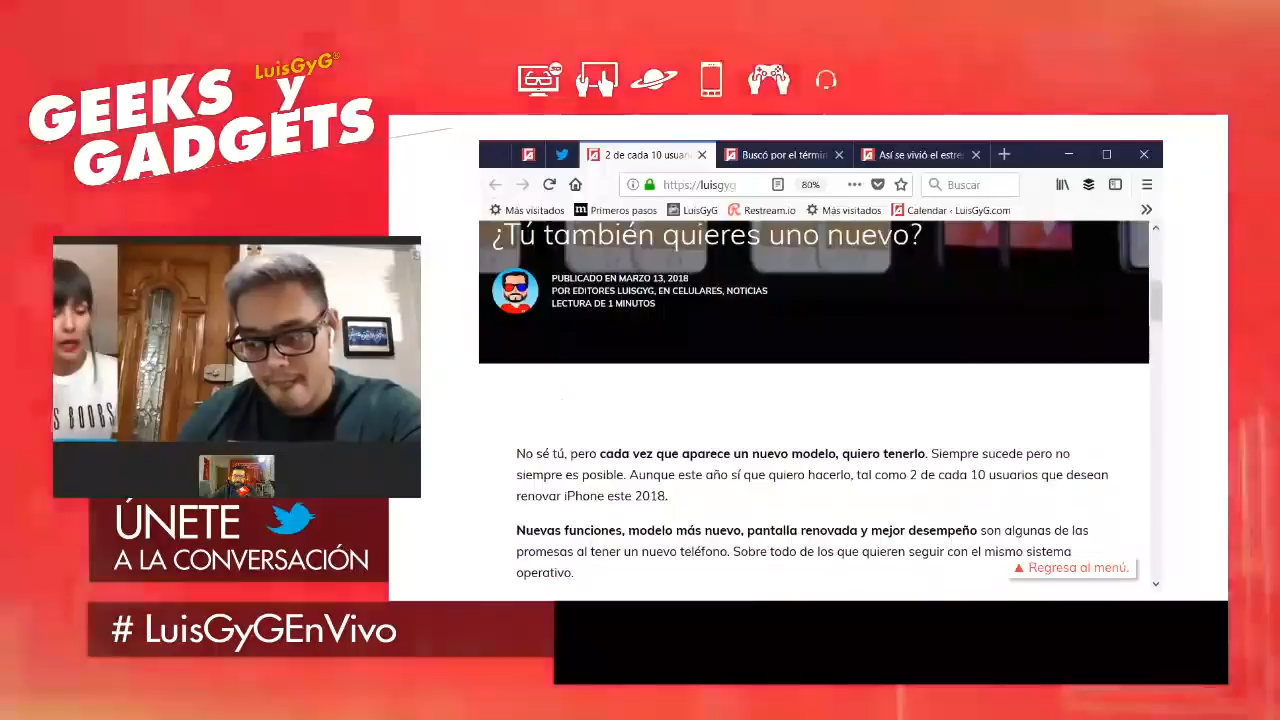 LuisGyG®
GEEKS y
GADGETS
3D
2 de cada 10 usuari
Buscó por el términ
Así se vivió el estre
https://luisgyg
80%
Buscar
Más visitados
Primeros pasos
LuisGyG
Restream.io
Más visitados
Calendar ‹ LuisGyG.com
¿Tú también quieres uno nuevo?
PUBLICADO EN MARZO 13, 2018
POR EDITORES LUISGYG, EN CELULARES, NOTICIAS
LECTURA DE 1 MINUTOS
No sé tú, pero cada vez que aparece un nuevo modelo, quiero tenerlo. Siempre sucede pero no
siempre es posible. Aunque este año sí que quiero hacerlo, tal como 2 de cada 10 usuarios que desean
renovar iPhone este 2018.
Nuevas funciones, modelo más nuevo, pantalla renovada y mejor desempeño son algunas de las
promesas al tener un nuevo teléfono. Sobre todo de los que quieren seguir con el mismo sistema
operativo.
Regresa al menú.
ÚNETE
A LA CONVERSACIÓN
# LuisGyGEnVivo